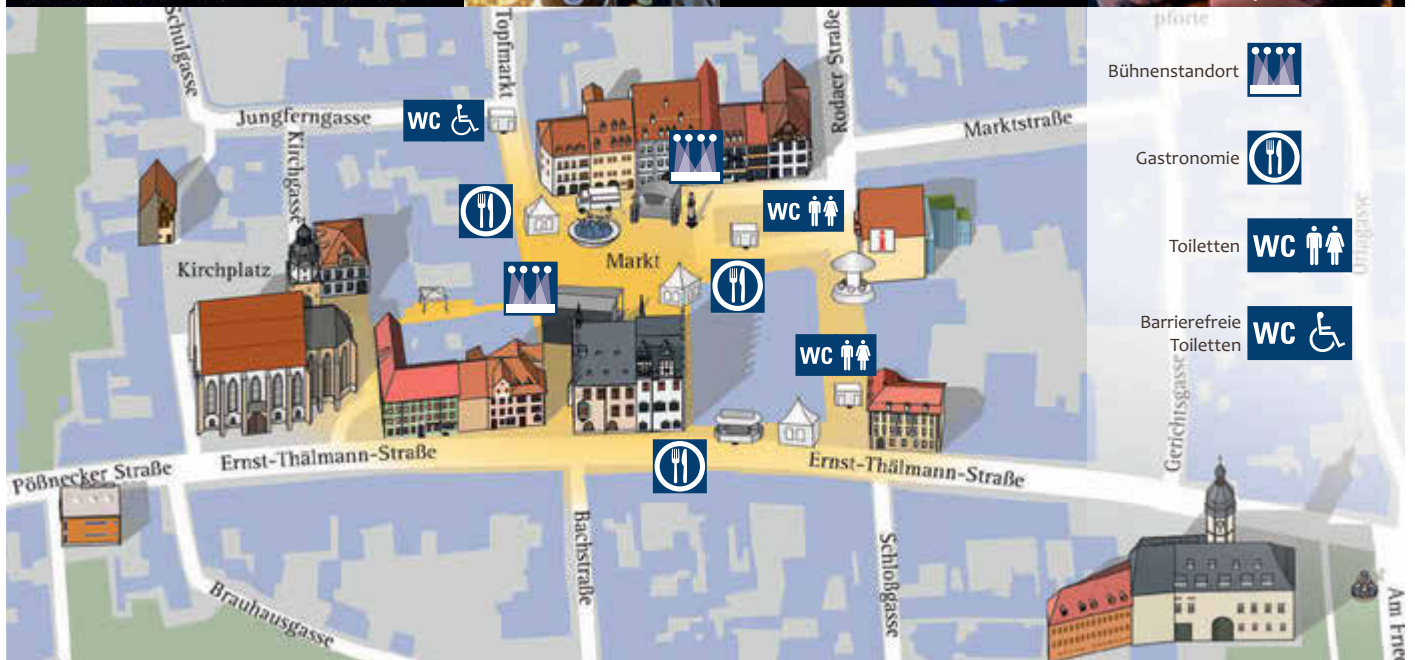 Schulgasse
Topfmarkt
Rodaer Straße
pforte
Bühnenstandort
Jungferngasse
WC
Marktstraße
Kirchgasse
Gastronomie
WC
Kirchplatz
Markt
Toiletten
WC
WC
Barrierefreie
Toiletten
WC
Gerichtsgasse
Pößnecker Straße
Ernst-Thälmann-Straße
Ernst-Thälmann-Straße
Bachstraße
Schloßgasse
Brauhausgasse
Am